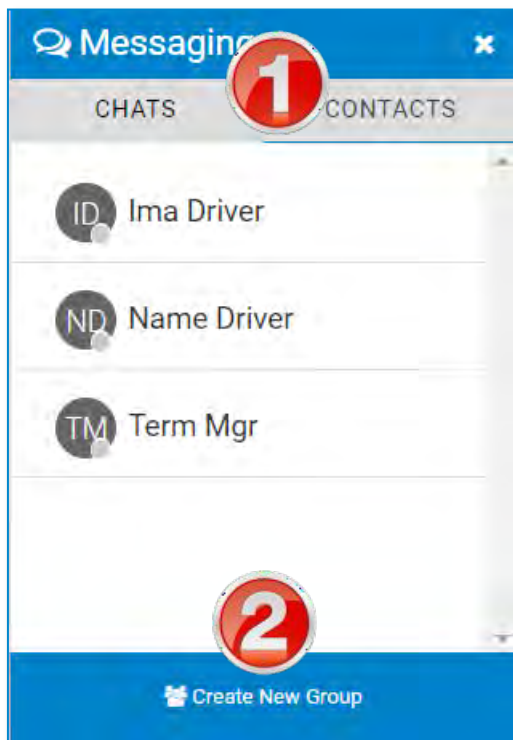 Messaging
1
CHATS CONTACTS
ID Ima Driver
ND Name Driver
TM Term Mgr
2
Create New Group